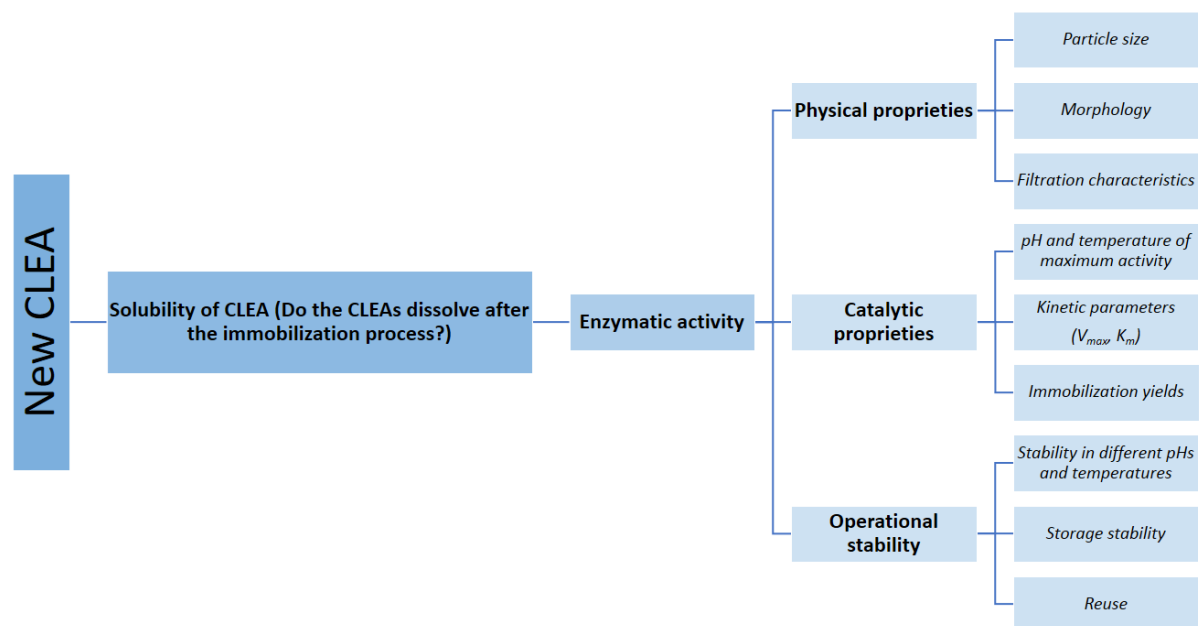 New CLEA
Solubility of CLEA (Do the CLEAs dissolve after
the immobilization process?)
Enzymatic activity
Physical proprieties
Particle size
Morphology
Filtration characteristics
Catalytic
proprieties
pH and temperature of
maximum activity
Kinetic parameters
(Vmax, Km)
Immobilization yields
Operational
stability
Stability in different pHs
and temperatures
Storage stability
Reuse